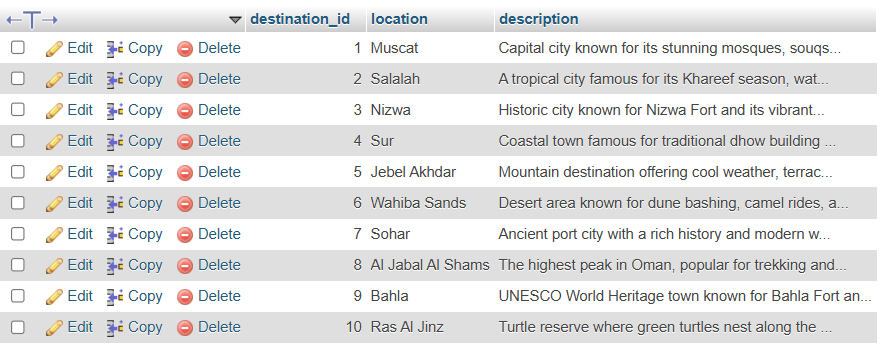 destination_id location description
Edit Copy Delete 1 Muscat Capital city known for its stunning mosques, souqs...
Edit Copy Delete 2 Salalah A tropical city famous for its Khareef season, wat...
Edit Copy Delete 3 Nizwa Historic city known for Nizwa Fort and its vibrant...
Edit Copy Delete 4 Sur Coastal town famous for traditional dhow building ...
Edit Copy Delete 5 Jebel Akhdar Mountain destination offering cool weather, terrac...
Edit Copy Delete 6 Wahiba Sands Desert area known for dune bashing, camel rides, a...
Edit Copy Delete 7 Sohar Ancient port city with a rich history and modern w...
Edit Copy Delete 8 Al Jabal Al Shams The highest peak in Oman, popular for trekking and...
Edit Copy Delete 9 Bahla UNESCO World Heritage town known for Bahla Fort an...
Edit Copy Delete 10 Ras Al Jinz Turtle reserve where green turtles nest along the ...